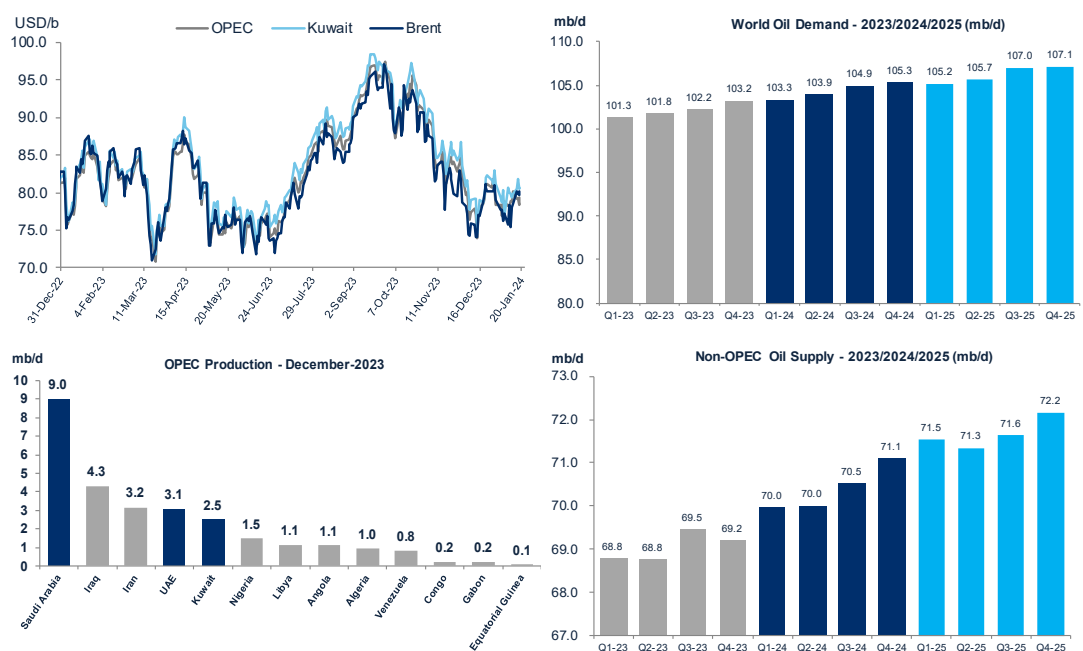 USD/b
OPEC Kuwait Brent
100.0
95.0
90.0
85.0
80.0
75.0
70.0
31-Dec-22 4-Feb-23 11-Mar-23 15-Apr-23 20-May-23 24-Jun-23 29-Jul-23 2-Sep-23 7-Oct-23 11-Nov-23 16-Dec-23 20-Jan-24
mb/d
World Oil Demand - 2023/2024/2025 (mb/d)
110.0
105.0
100.0
95.0
90.0
85.0
80.0
101.3 101.8 102.2 103.2 103.3 103.9 104.9 105.3 105.2 105.7 107.0 107.1
Q1-23 Q2-23 Q3-23 Q4-23 Q1-24 Q2-24 Q3-24 Q4-24 Q1-25 Q2-25 Q3-25 Q4-25
mb/d
OPEC Production - December-2023
10
9
8
7
6
5
4
3
2
1
0
9.0 4.3 3.2 3.1 2.5 1.5 1.1 1.1 1.0 0.8 0.2 0.2 0.1
Saudi Arabia Iraq Iran UAE Kuwait Nigeria Libya Angola Algeria Venezuela Congo Gabon Equatorial Guinea
mb/d
Non-OPEC Oil Supply - 2023/2024/2025 (mb/d)
73.0
72.0
71.0
70.0
69.0
68.0
67.0
68.8 68.8 69.5 69.2 70.0 70.0 70.5 71.1 71.5 71.3 71.6 72.2
Q1-23 Q2-23 Q3-23 Q4-23 Q1-24 Q2-24 Q3-24 Q4-24 Q1-25 Q2-25 Q3-25 Q4-25